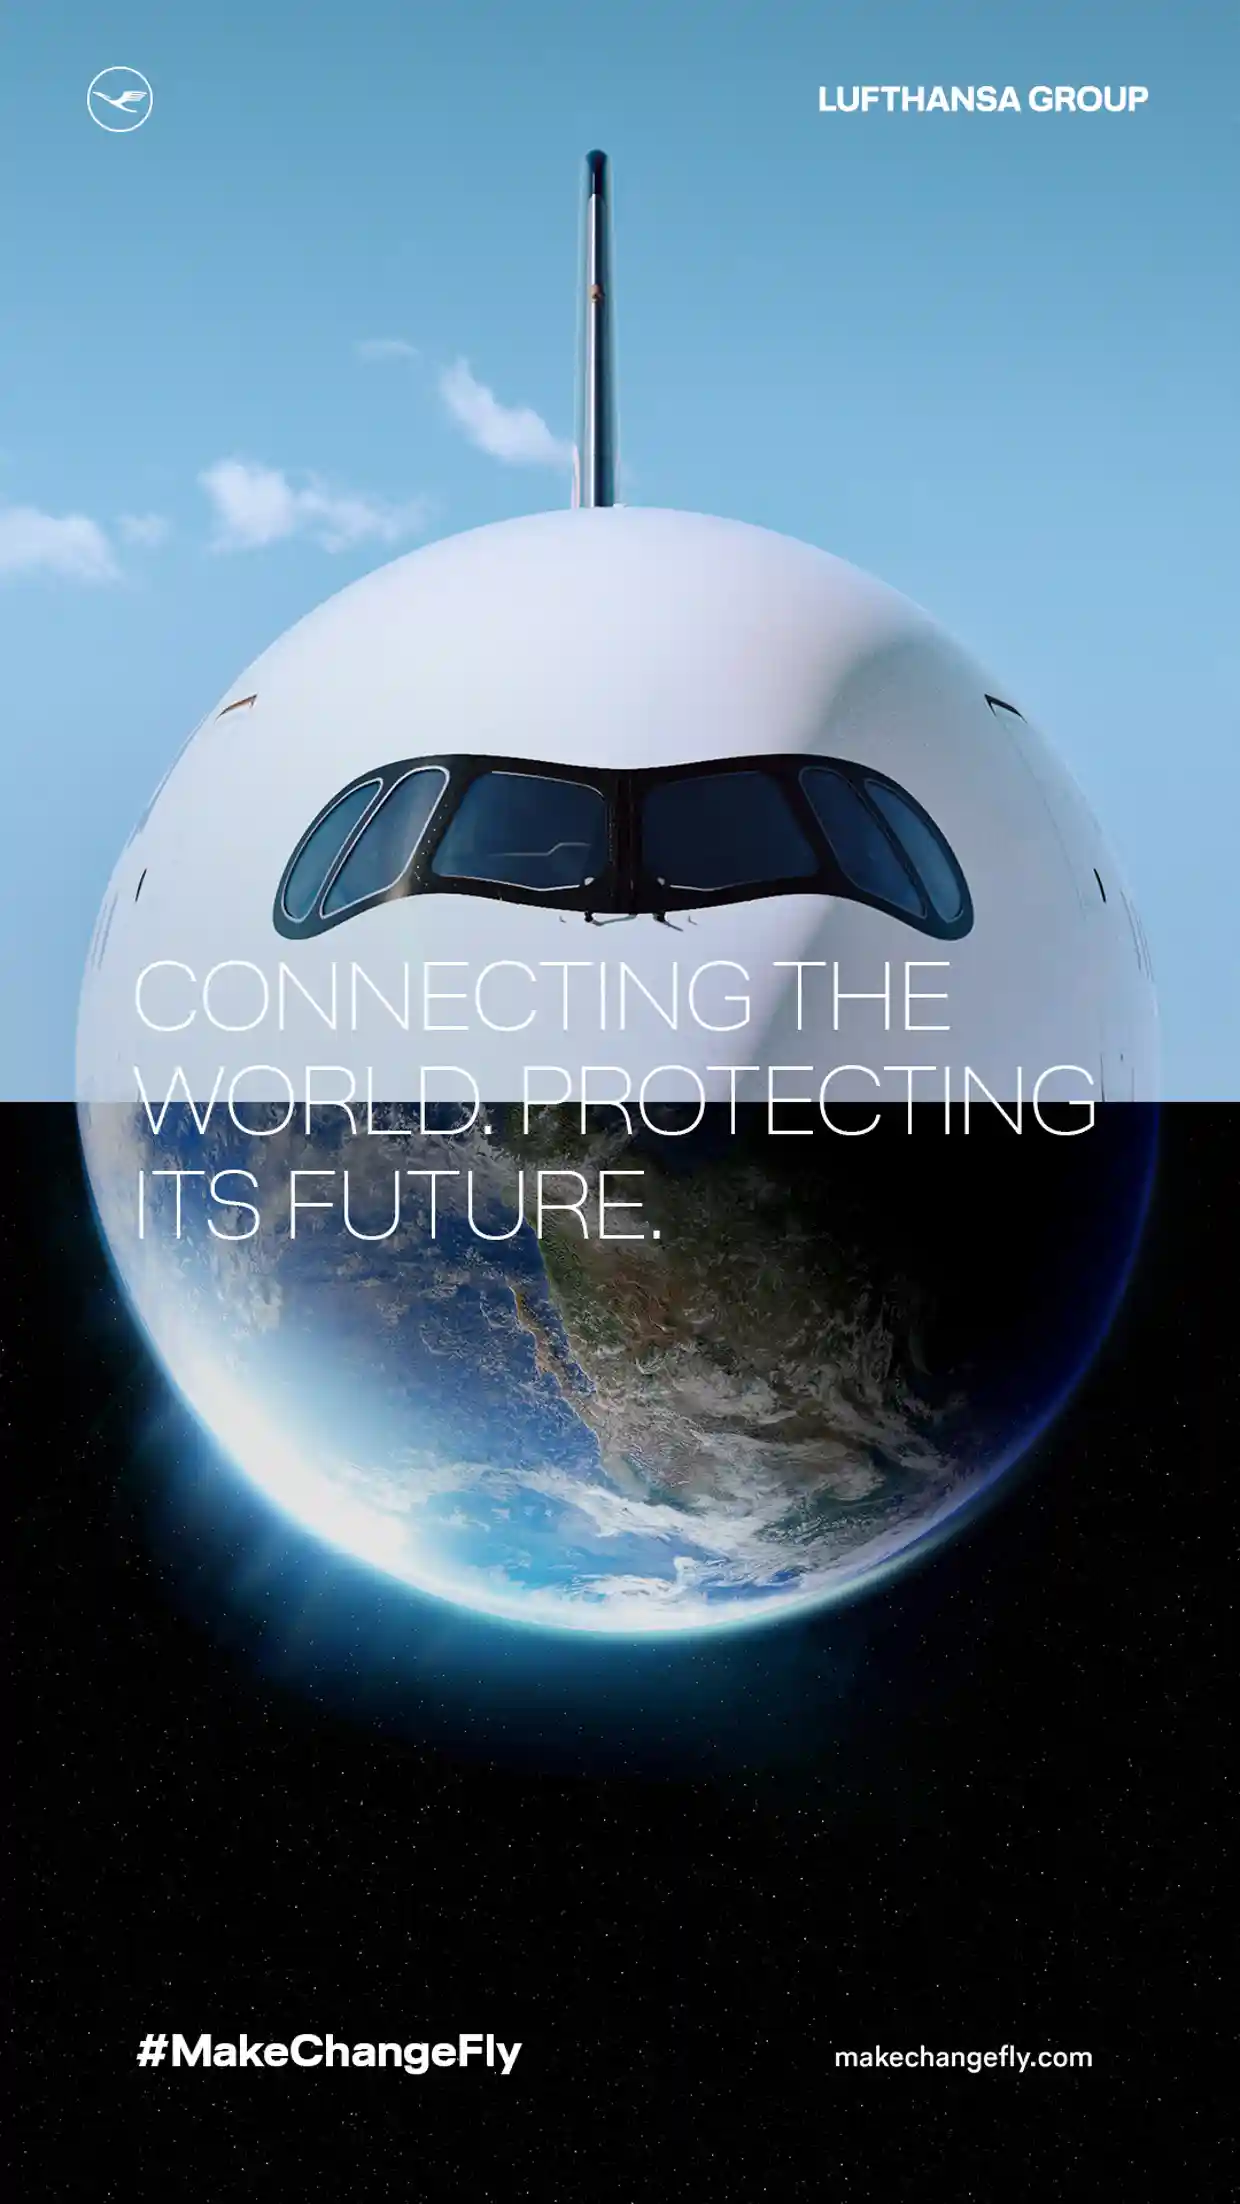 LUFTHANSA GROUP
CONNECTING THE
WORLD. PROTECTING
ITS FUTURE.
#MakeChangeFly
makechangefly.com